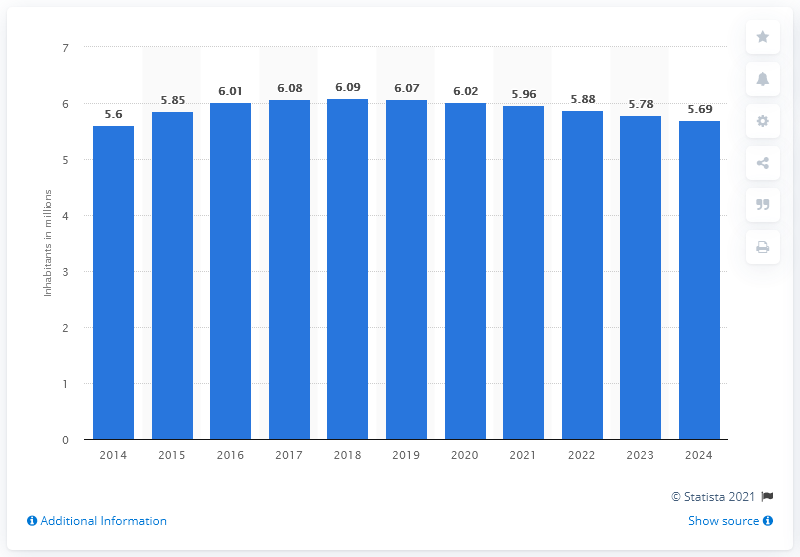 7
6
5
4
3
2
1
0
Inhabitants in millions
5.6 5.85 6.01 6.08 6.09 6.07 6.02 5.96 5.88 5.78 5.69
2014 2015 2016 2017 2018 2019 2020 2021 2022 2023 2024
© Statista 2021
Additional Information
Show source